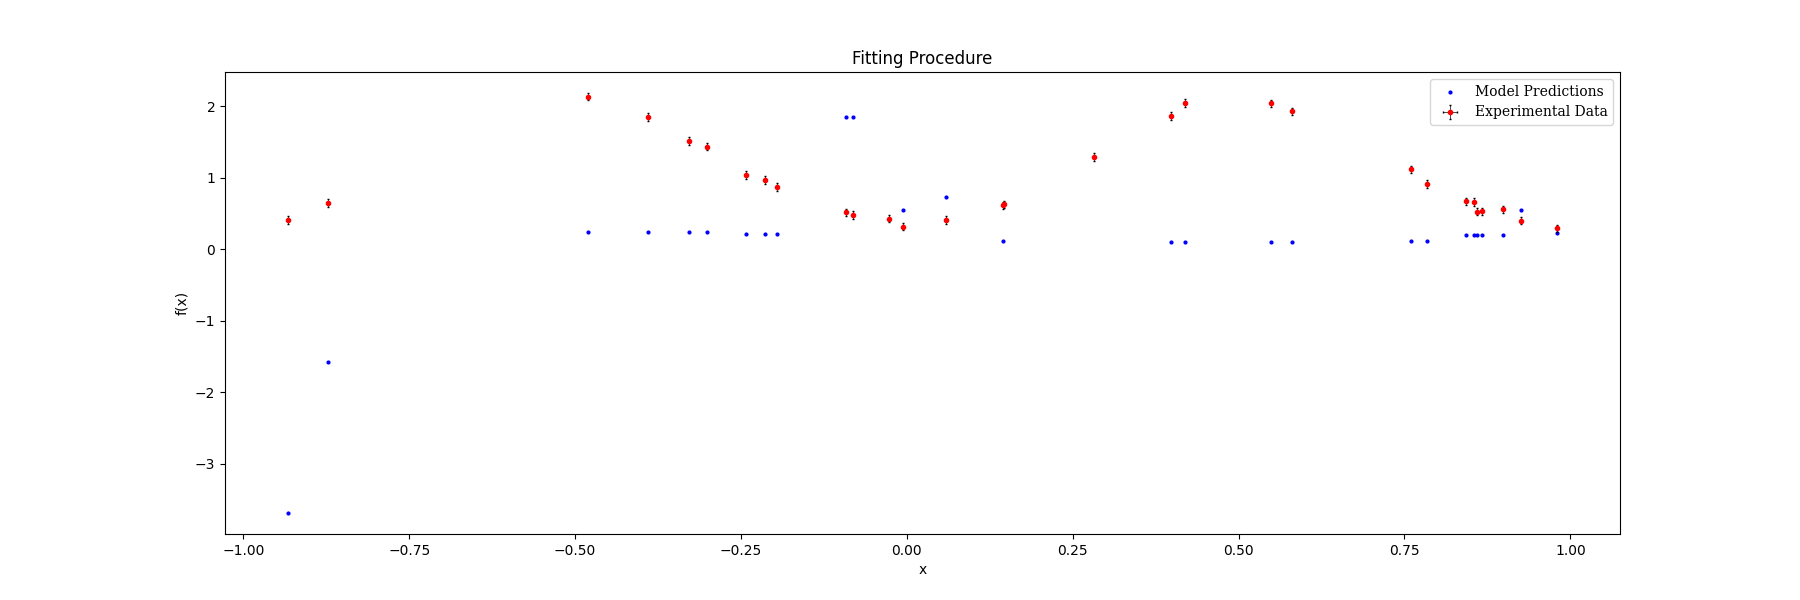 Fitting Procedure
Model Predictions
Experimental Data
f(x)
2
1
0
−1
−2
−3
−1.00 −0.75 −0.50 −0.25 0.00 0.25 0.50 0.75 1.00
x